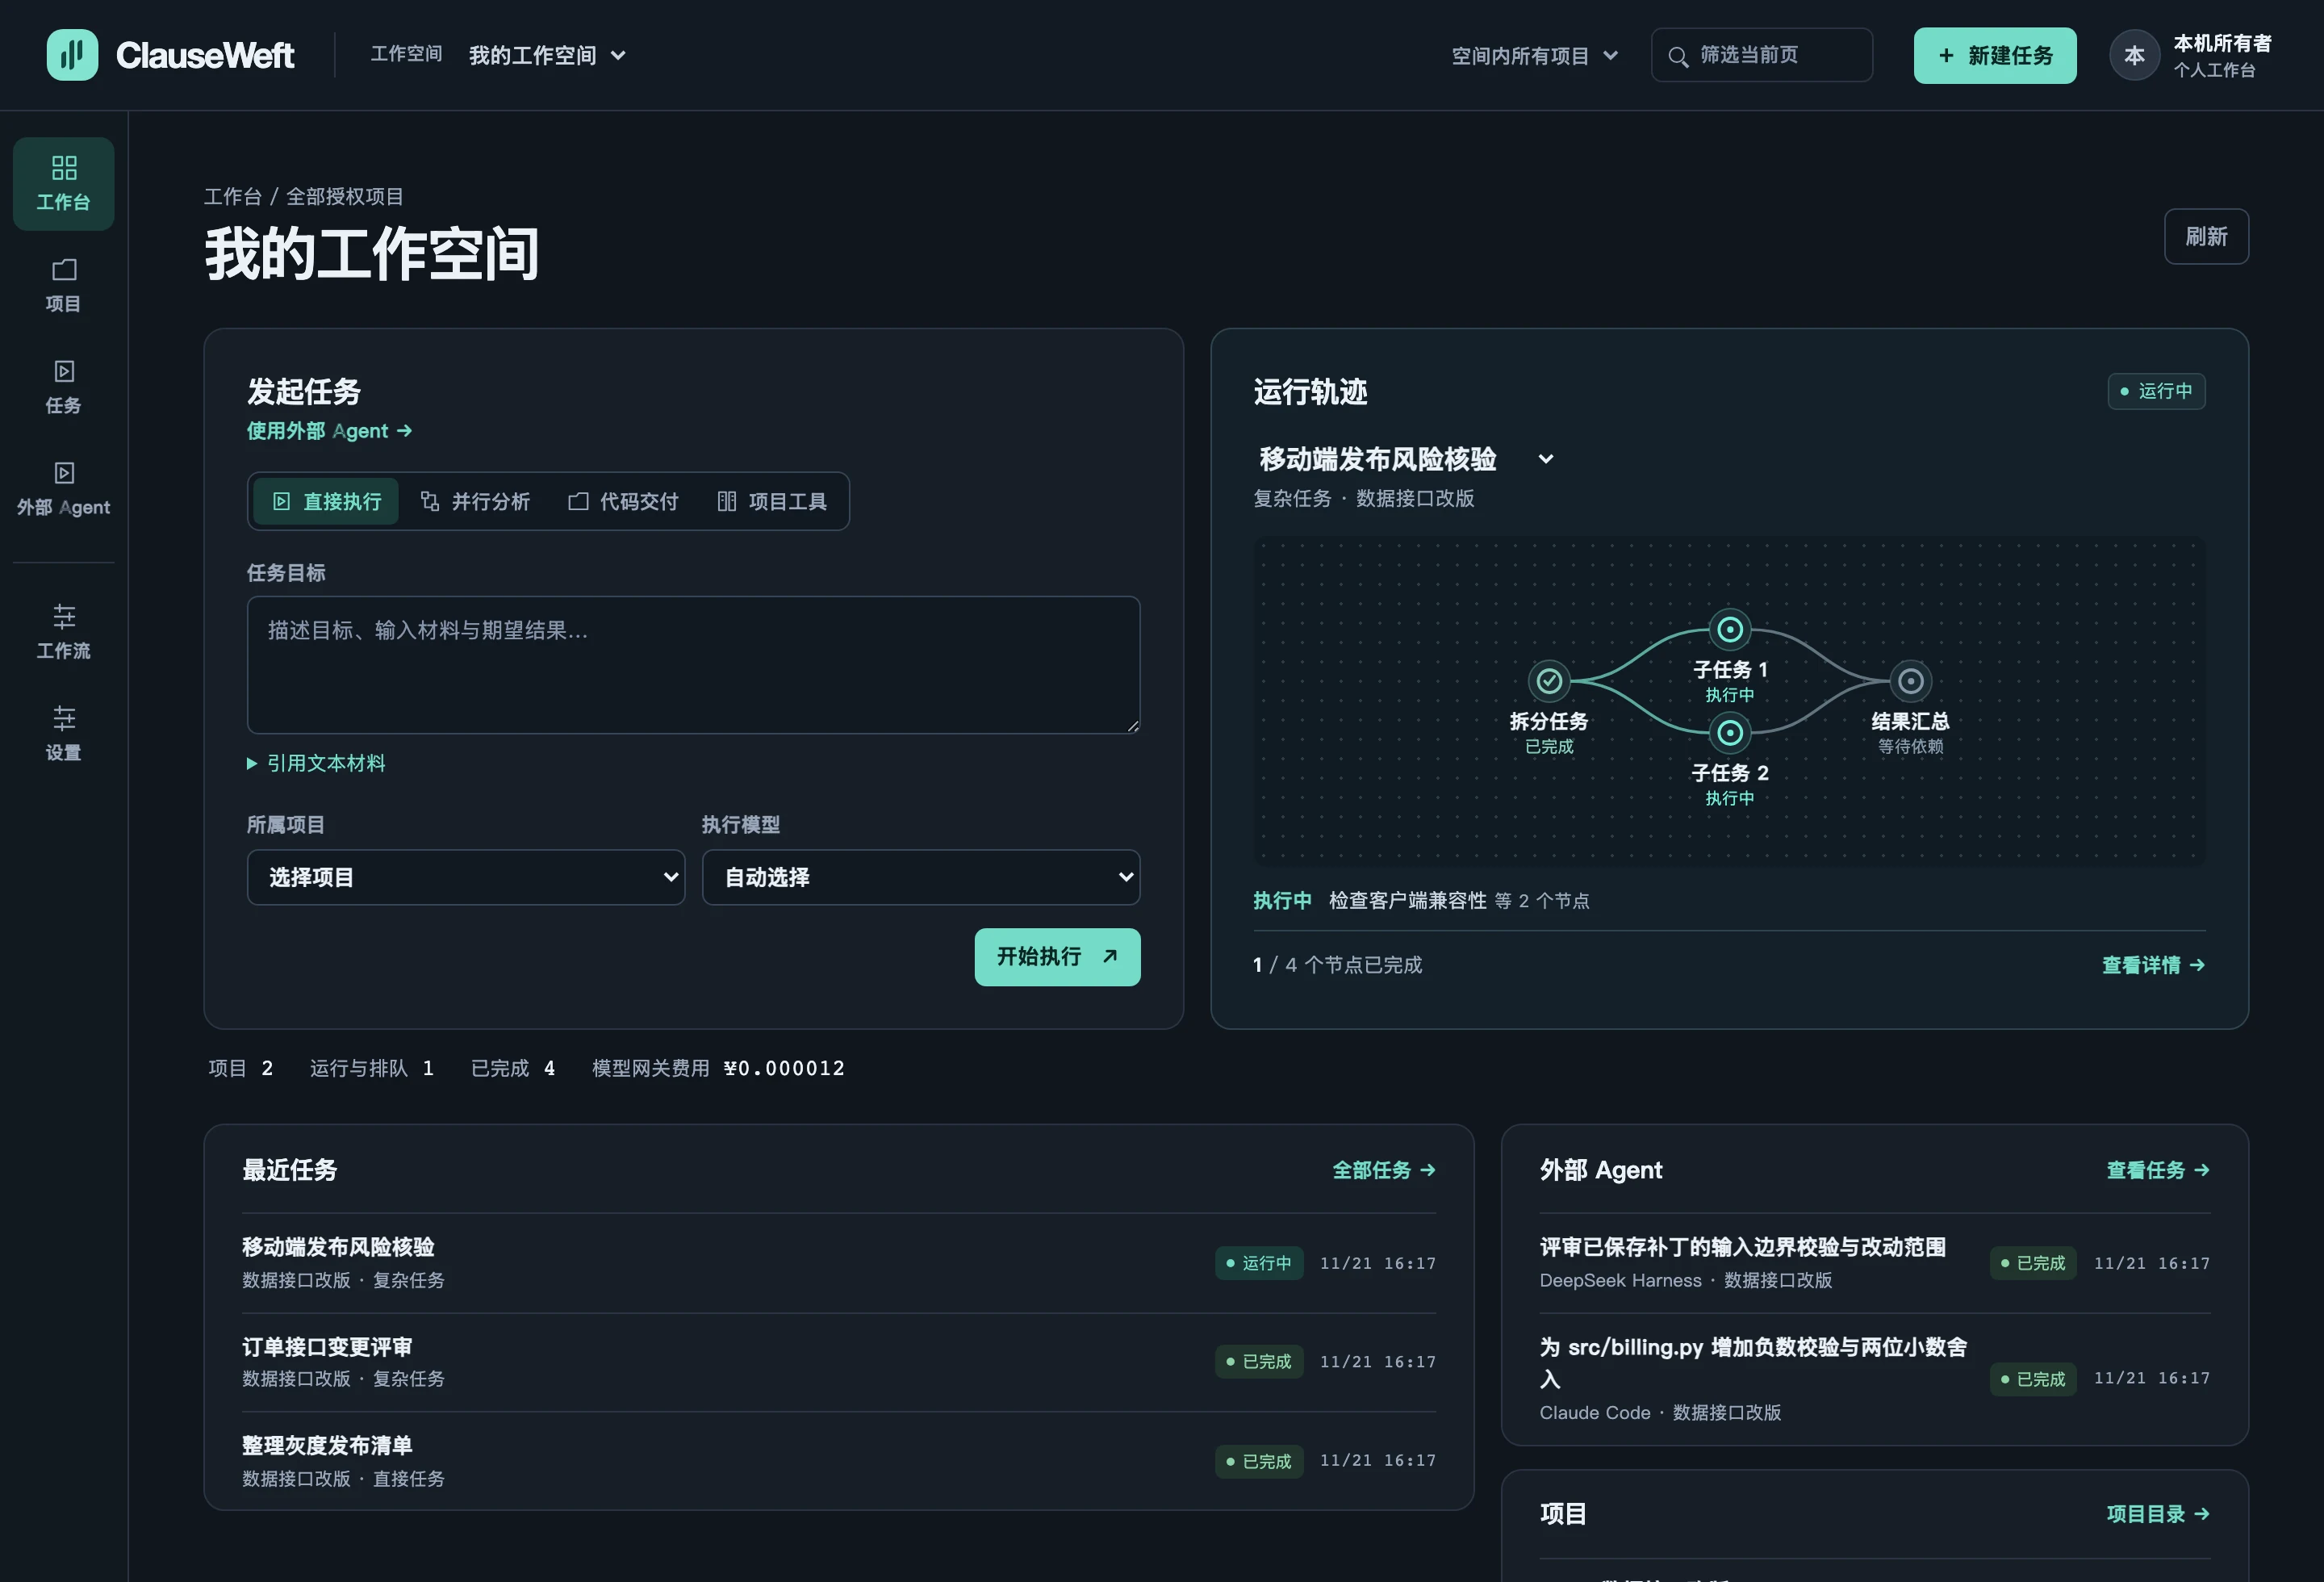 ClauseWeft
工作空间 我的工作空间
空间内所有项目
筛选当前页
+ 新建任务
本
本机所有者
个人工作台
工作台
项目
任务
外部 Agent
工作流
设置
工作台 / 全部授权项目
我的工作空间
刷新
发起任务
使用外部 Agent →
直接执行 并行分析 代码交付 项目工具
任务目标
描述目标、输入材料与期望结果...
▶ 引用文本材料
所属项目 执行模型
选择项目 自动选择
开始执行 ↗
运行轨迹
运行中
移动端发布风险核验
复杂任务 · 数据接口改版
拆分任务
已完成
子任务 1
执行中
子任务 2
执行中
结果汇总
等待依赖
执行中 检查客户端兼容性 等 2 个节点
1 / 4 个节点已完成
查看详情 →
项目 2 运行与排队 1 已完成 4 模型网关费用 ¥0.000012
最近任务
全部任务 →
移动端发布风险核验
数据接口改版 · 复杂任务
运行中 11/21 16:17
订单接口变更评审
数据接口改版 · 复杂任务
已完成 11/21 16:17
整理灰度发布清单
数据接口改版 · 直接任务
已完成 11/21 16:17
外部 Agent
查看任务 →
评审已保存补丁的输入边界校验与改动范围
DeepSeek Harness · 数据接口改版
已完成 11/21 16:17
为 src/billing.py 增加负数校验与两位小数舍
入
Claude Code · 数据接口改版
已完成 11/21 16:17
项目
项目目录 →